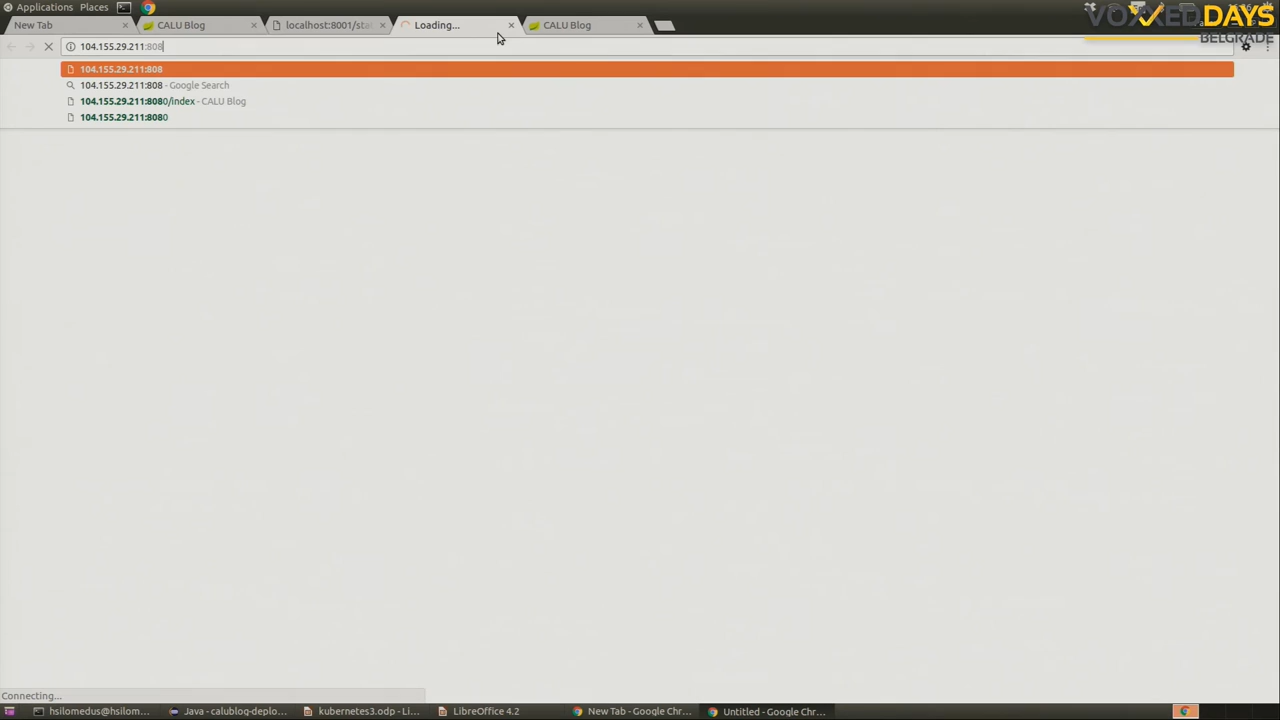 Applications Places
VOXXED DAYS
BELGRADE
New Tab
CALU Blog
localhost:8001/stat
Loading...
CALU Blog
104.155.29.211:808
104.155.29.211:808
104.155.29.211:808 - Google Search
104.155.29.211:8080/index - CALU Blog
104.155.29.211:8080
Connecting...
hsilomedus@hsilom...
Java - calublog-deplo...
kubernetes3.odp - Li...
LibreOffice 4.2
New Tab - Google Chr...
Untitled - Google Chr...